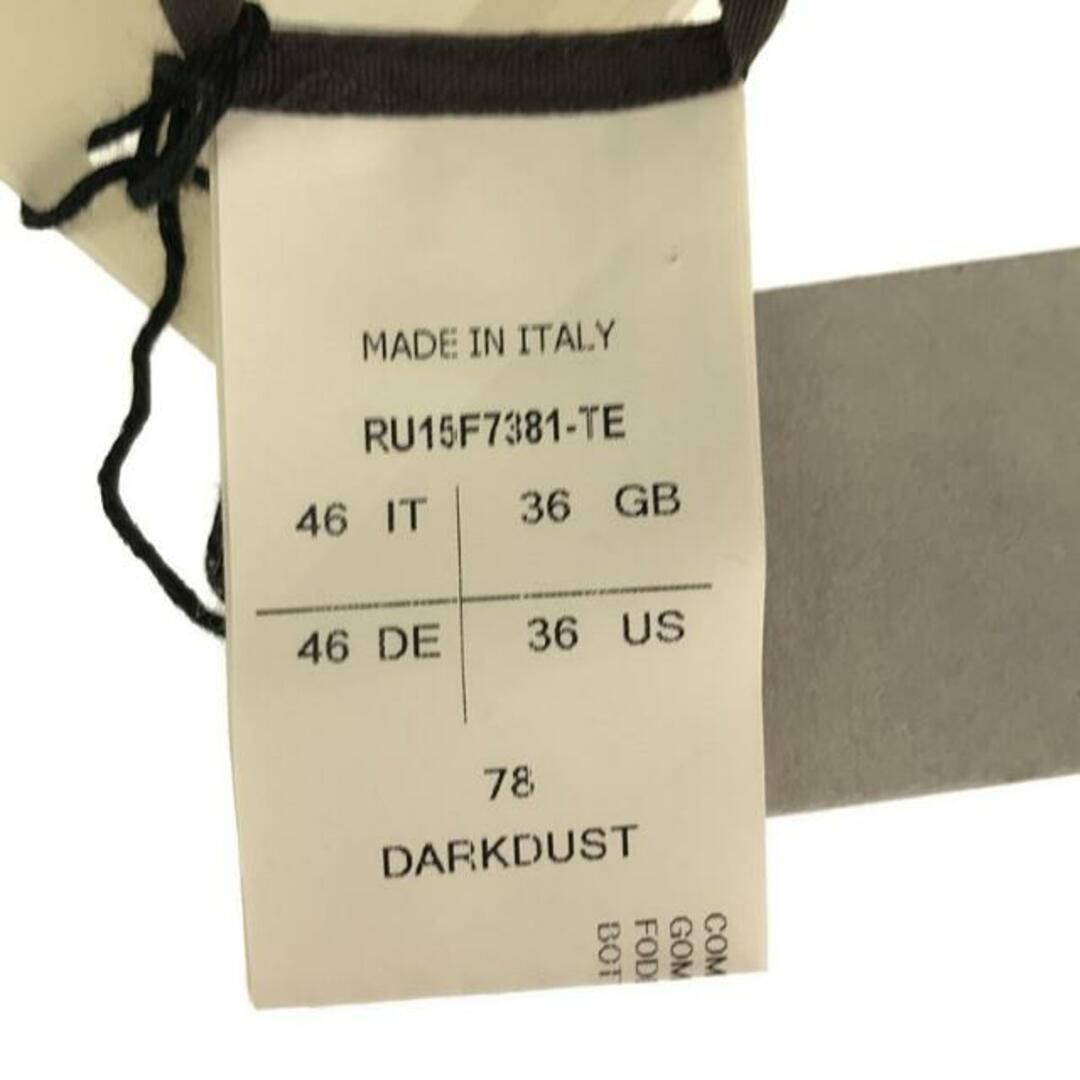 MADE IN ITALY
RU15F7381-TE
46 IT 36 GB
46 DE 36 US
78
DARKDUST
COM
GOM
FOD
BOT